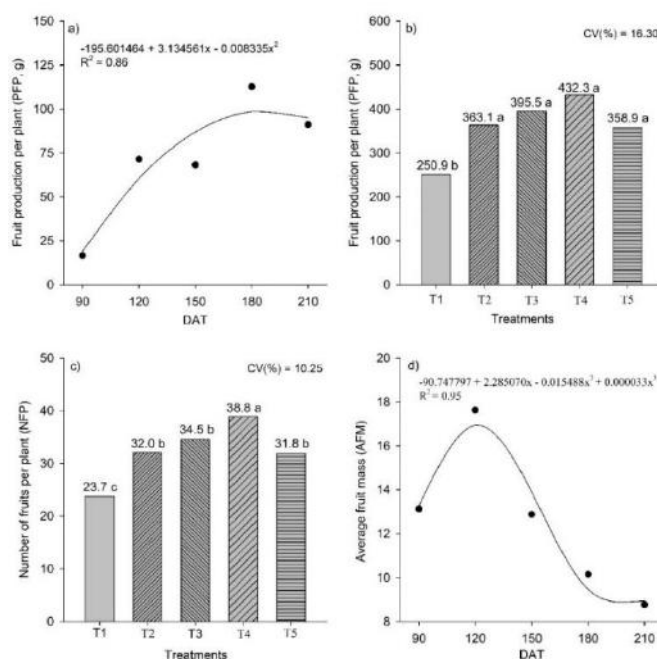 a)
-195.601464 + 3.134561x - 0.008335x²
R² = 0.86
Fruit production per plant (PFP, g)
150
125
100
75
50
25
0
90 120 150 180 210
DAT
b)
CV(%) = 16.30
Fruit production per plant (PFP, g)
600
500
400
300
200
100
0
250.9 b
363.1 a
395.5 a
432.3 a
358.9 a
T1 T2 T3 T4 T5
Treatments
c)
CV(%) = 10.25
Number of fruits per plant (NFP)
50
40
30
20
10
0
23.7 c
32.0 b
34.5 b
38.8 a
31.8 b
T1 T2 T3 T4 T5
Treatments
d)
-90.747797 + 2.285070x - 0.015488x² + 0.000033x³
R² = 0.95
Average fruit mass (AFM)
18
16
14
12
10
8
90 120 150 180 210
DAT